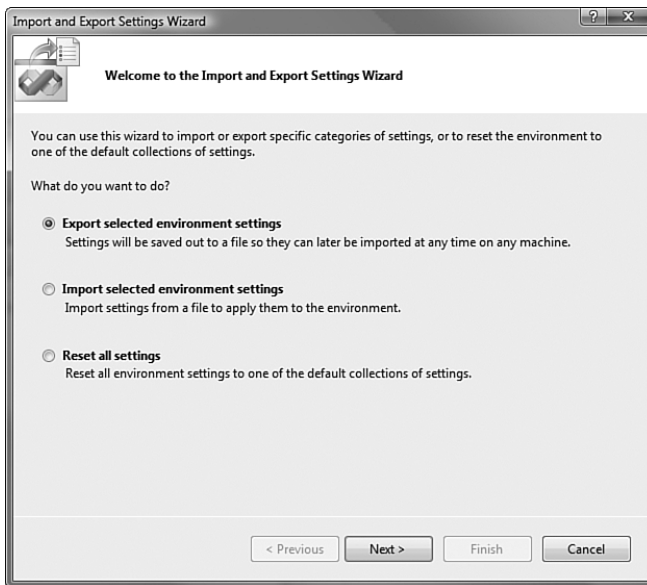 Import and Export Settings Wizard
? X
Welcome to the Import and Export Settings Wizard
You can use this wizard to import or export specific categories of settings, or to reset the environment to
one of the default collections of settings.
What do you want to do?
Export selected environment settings
Settings will be saved out to a file so they can later be imported at any time on any machine.
Import selected environment settings
Import settings from a file to apply them to the environment.
Reset all settings
Reset all environment settings to one of the default collections of settings.
< Previous Next > Finish Cancel